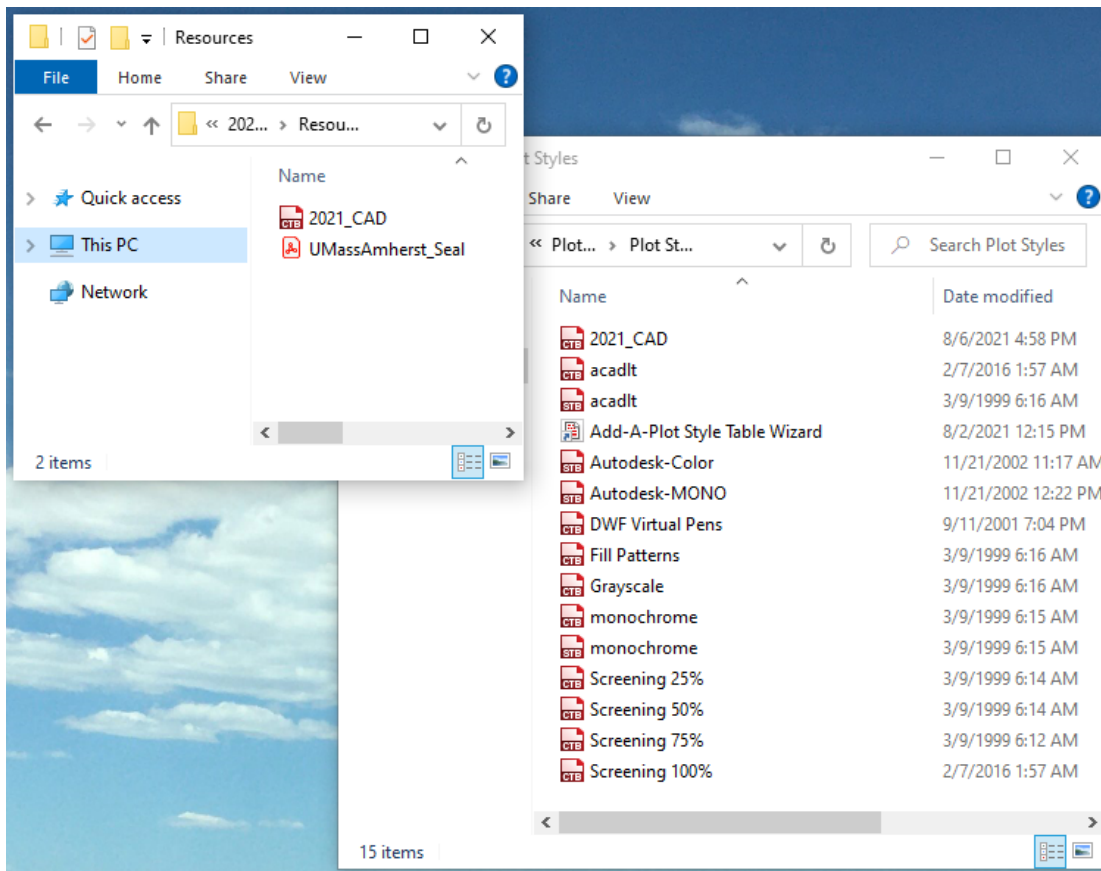 Resources
File Home Share View
« 202... > Resou...
Name
Quick access
2021_CAD
This PC
UMassAmherst_Seal
Network
2 items
t Styles
Share View
« Plot... > Plot St...
Search Plot Styles
Name Date modified
2021_CAD 8/6/2021 4:58 PM
acadlt 2/7/2016 1:57 AM
acadlt 3/9/1999 6:16 AM
Add-A-Plot Style Table Wizard 8/2/2021 12:15 PM
Autodesk-Color 11/21/2002 11:17 AM
Autodesk-MONO 11/21/2002 12:22 PM
DWF Virtual Pens 9/11/2001 7:04 PM
Fill Patterns 3/9/1999 6:16 AM
Grayscale 3/9/1999 6:16 AM
monochrome 3/9/1999 6:15 AM
monochrome 3/9/1999 6:15 AM
Screening 25% 3/9/1999 6:14 AM
Screening 50% 3/9/1999 6:14 AM
Screening 75% 3/9/1999 6:12 AM
Screening 100% 2/7/2016 1:57 AM
15 items